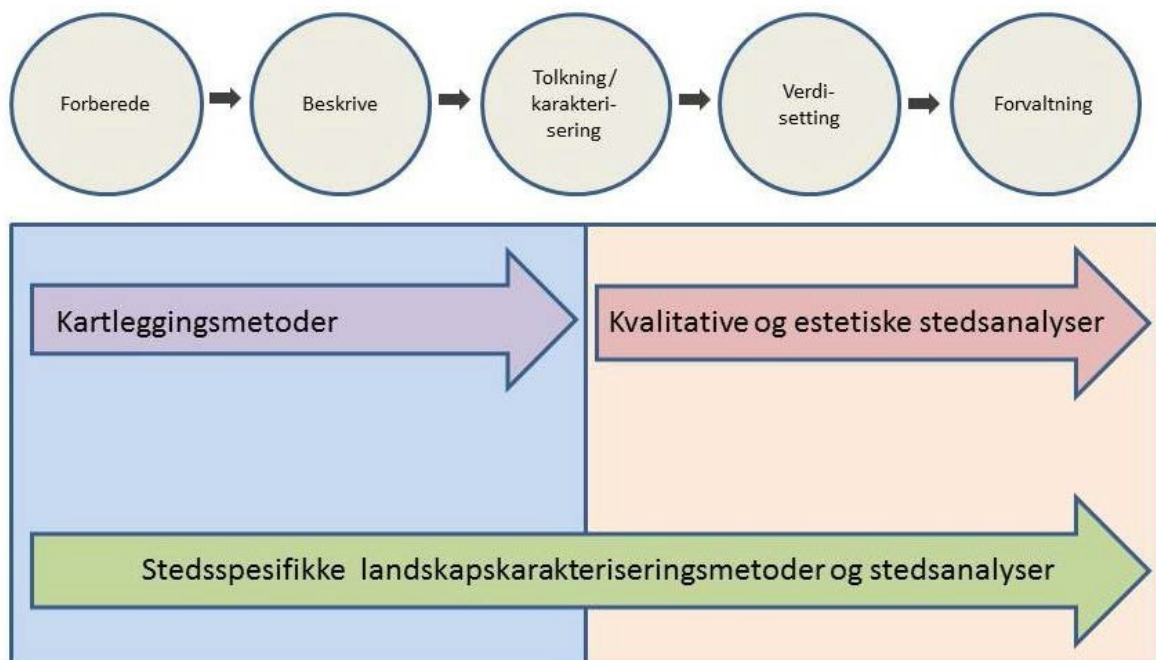 Forberede
Beskrive
Tolkning/
karakteri-
sering
Verdi-
setting
Forvaltning
Kartleggingsmetoder
Kvalitative og estetiske stedsanalyser
Stedsspesifikke landskapskarakteriseringsmetoder og stedsanalyser